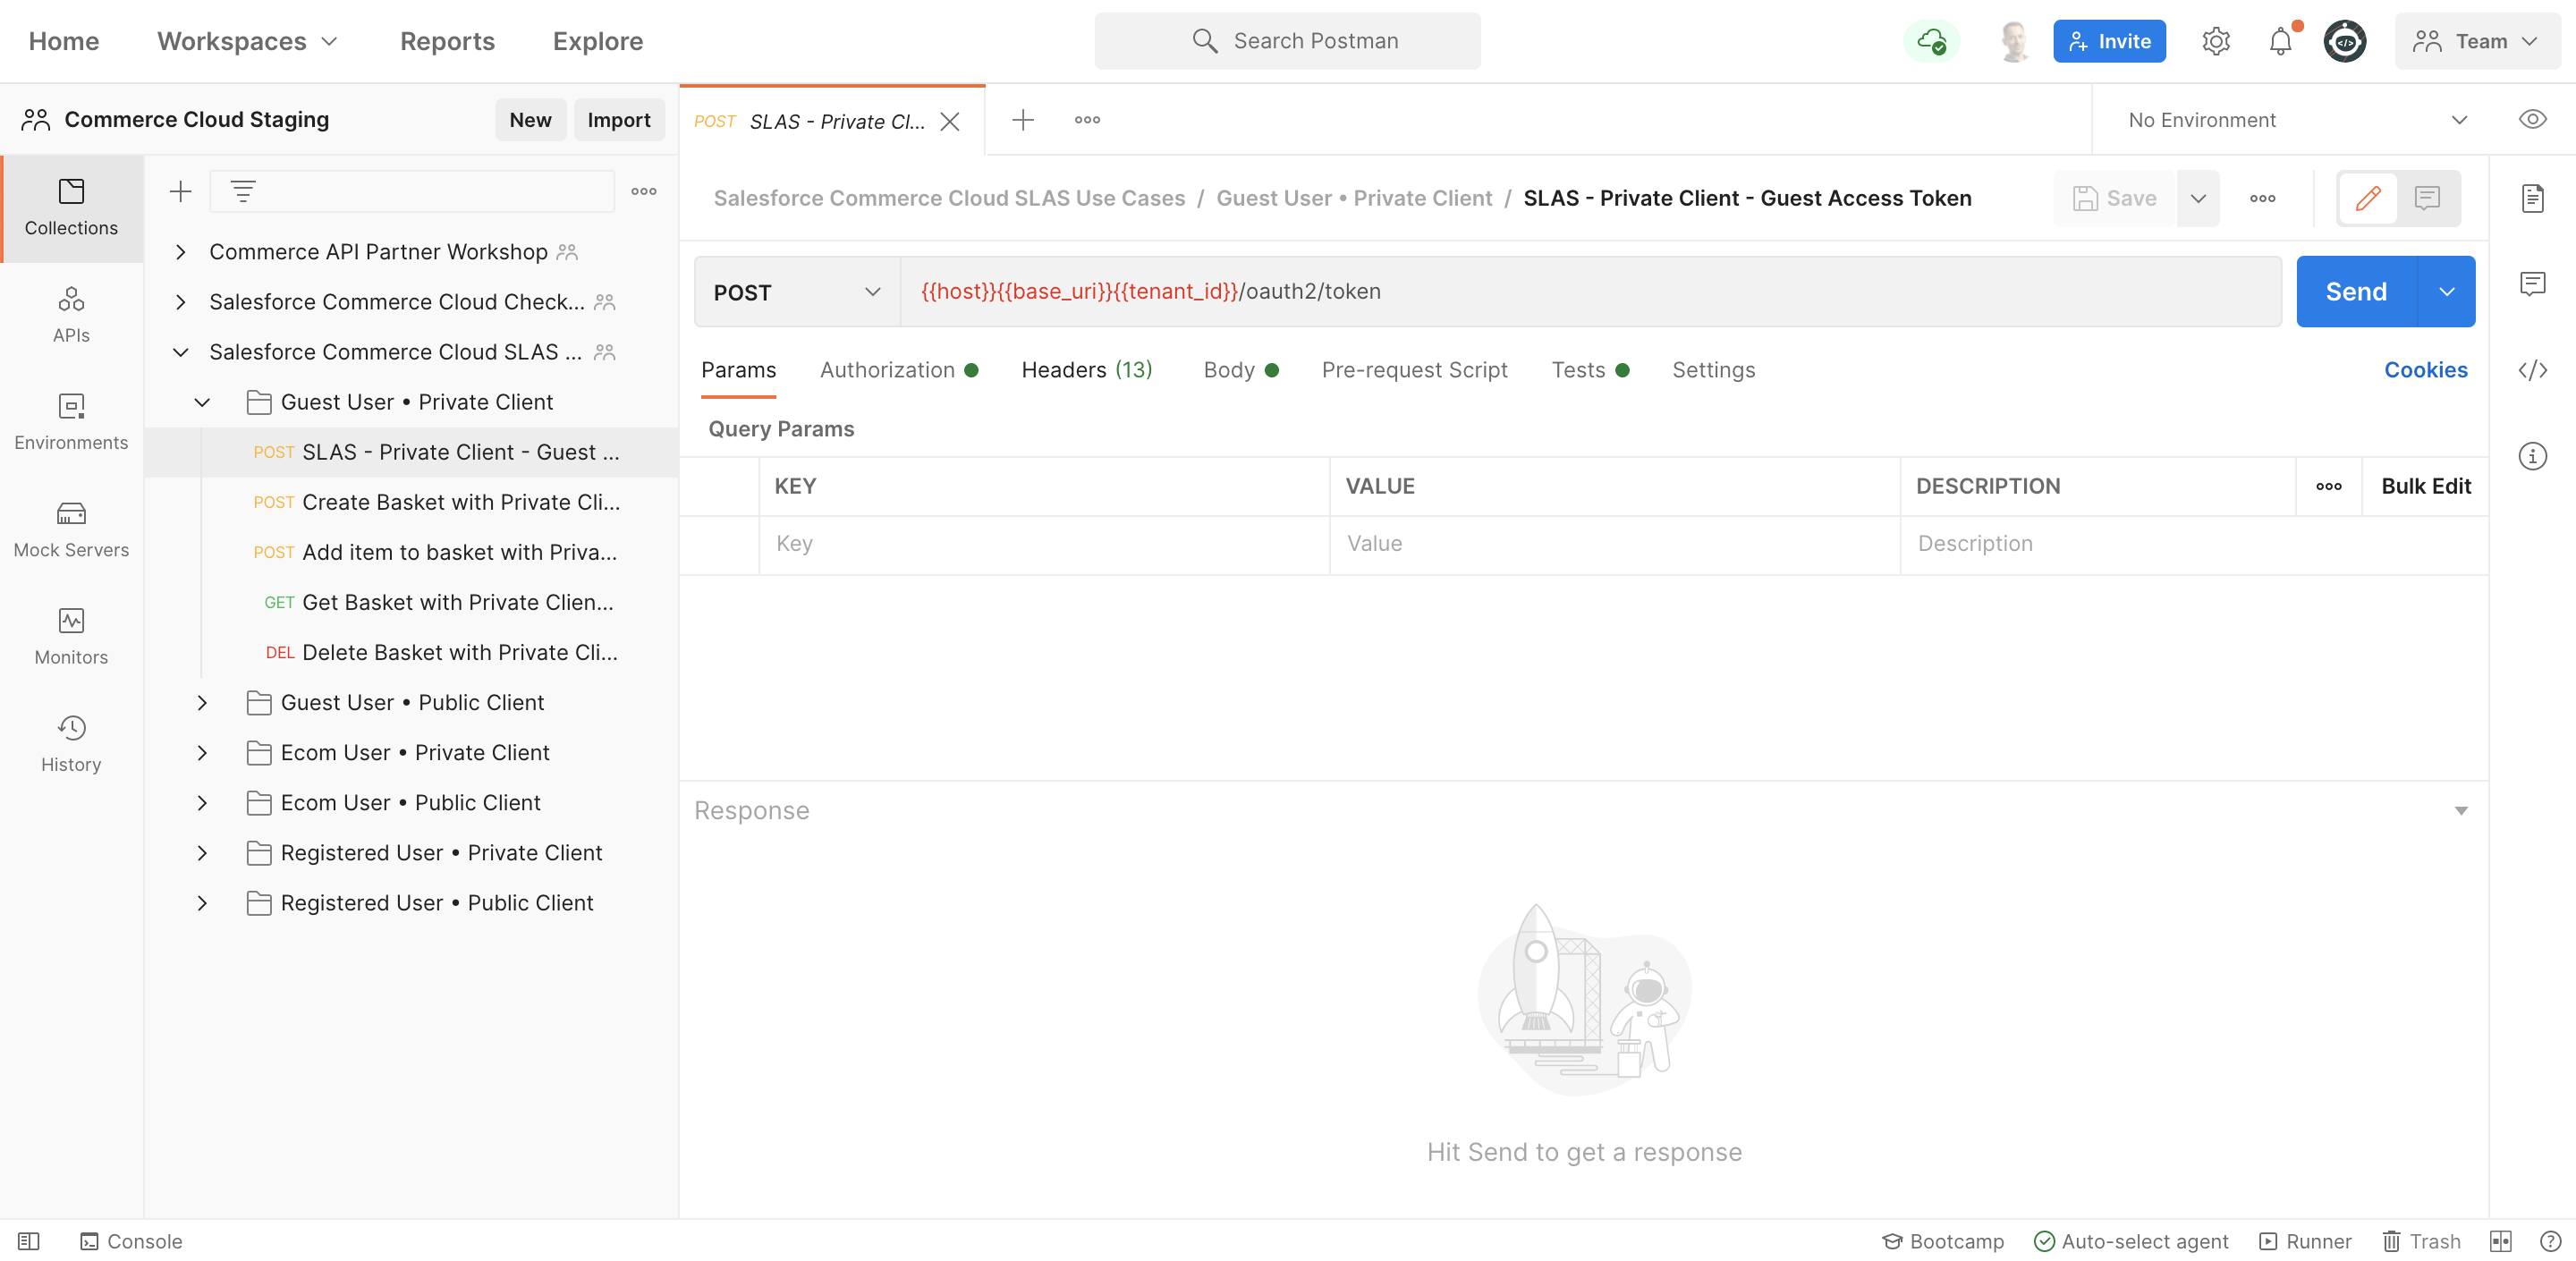 Home Workspaces Reports Explore Search Postman Invite Team
Commerce Cloud Staging New Import POST SLAS - Private Cl... No Environment
Collections
APIs
Environments
Mock Servers
Monitors
History
Commerce API Partner Workshop
Salesforce Commerce Cloud Check...
Salesforce Commerce Cloud SLAS ...
Guest User • Private Client
POST SLAS - Private Client - Guest ...
POST Create Basket with Private Cli...
POST Add item to basket with Priva...
GET Get Basket with Private Clien...
DEL Delete Basket with Private Cli...
Guest User • Public Client
Ecom User • Private Client
Ecom User • Public Client
Registered User • Private Client
Registered User • Public Client
Salesforce Commerce Cloud SLAS Use Cases / Guest User • Private Client / SLAS - Private Client - Guest Access Token Save
POST {{host}}{{base_uri}}{{tenant_id}}/oauth2/token Send
Params Authorization Headers (13) Body Pre-request Script Tests Settings Cookies
Query Params
KEY VALUE DESCRIPTION Bulk Edit
Key Value Description
Response
Hit Send to get a response
Console Bootcamp Auto-select agent Runner Trash